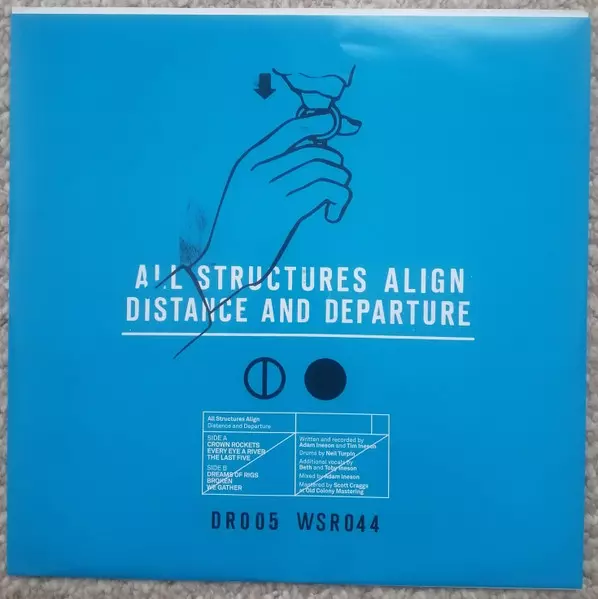 ALL STRUCTURES ALIGN
DISTANCE AND DEPARTURE
All Structures Align
Distance and Departure
SIDE A
CROWN ROCKETS
EVERY EYE A RIVER
THE LAST FIVE
SIDE B
DREAMS OF RIGS
BROKEN
WE GATHER
Written and recorded by
Adam Ineson and Tim Ineson
Drums by Neil Turpin
Additional vocals by
Beth and Toby Ineson
Mixed by Adam Ineson
Mastered by Scott Craggs
at Old Colony Mastering
DR005 WSR044